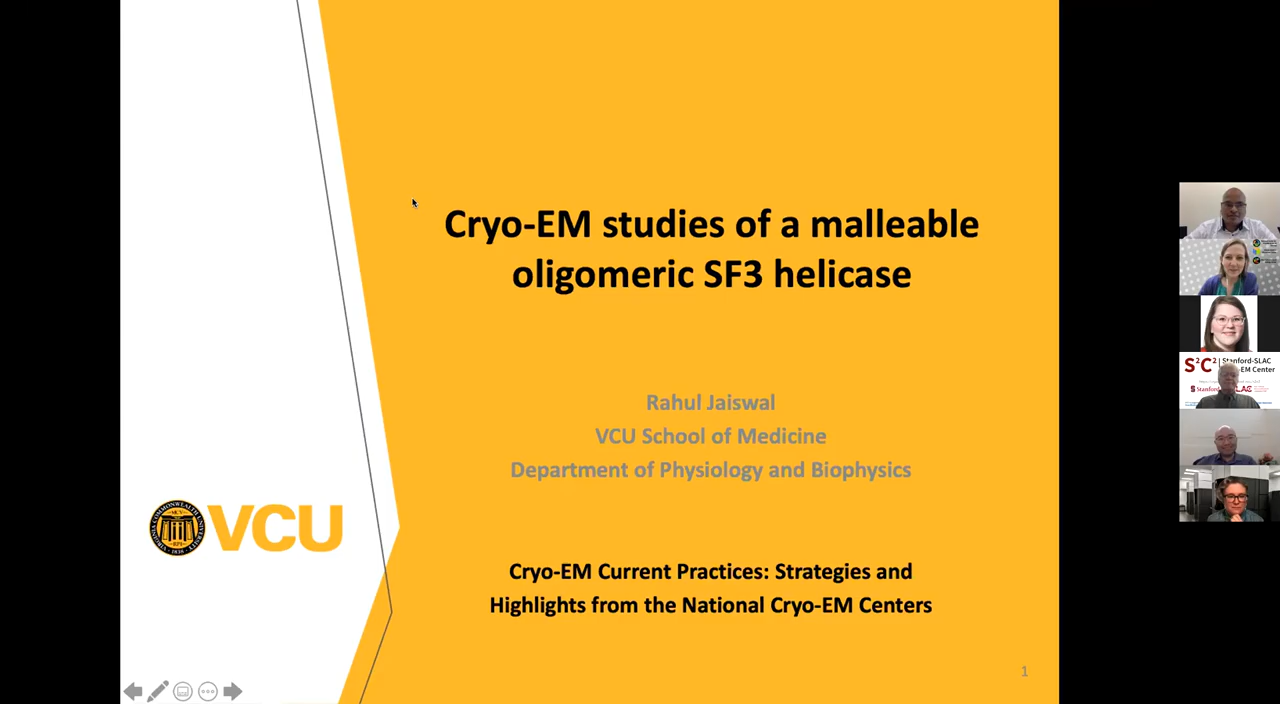 Cryo-EM studies of a malleable
oligomeric SF3 helicase
Rahul Jaiswal
VCU School of Medicine
Department of Physiology and Biophysics
VCU
Cryo-EM Current Practices: Strategies and
Highlights from the National Cryo-EM Centers
1
S²C²
Stanford-SLAC
EM Center
Stanford